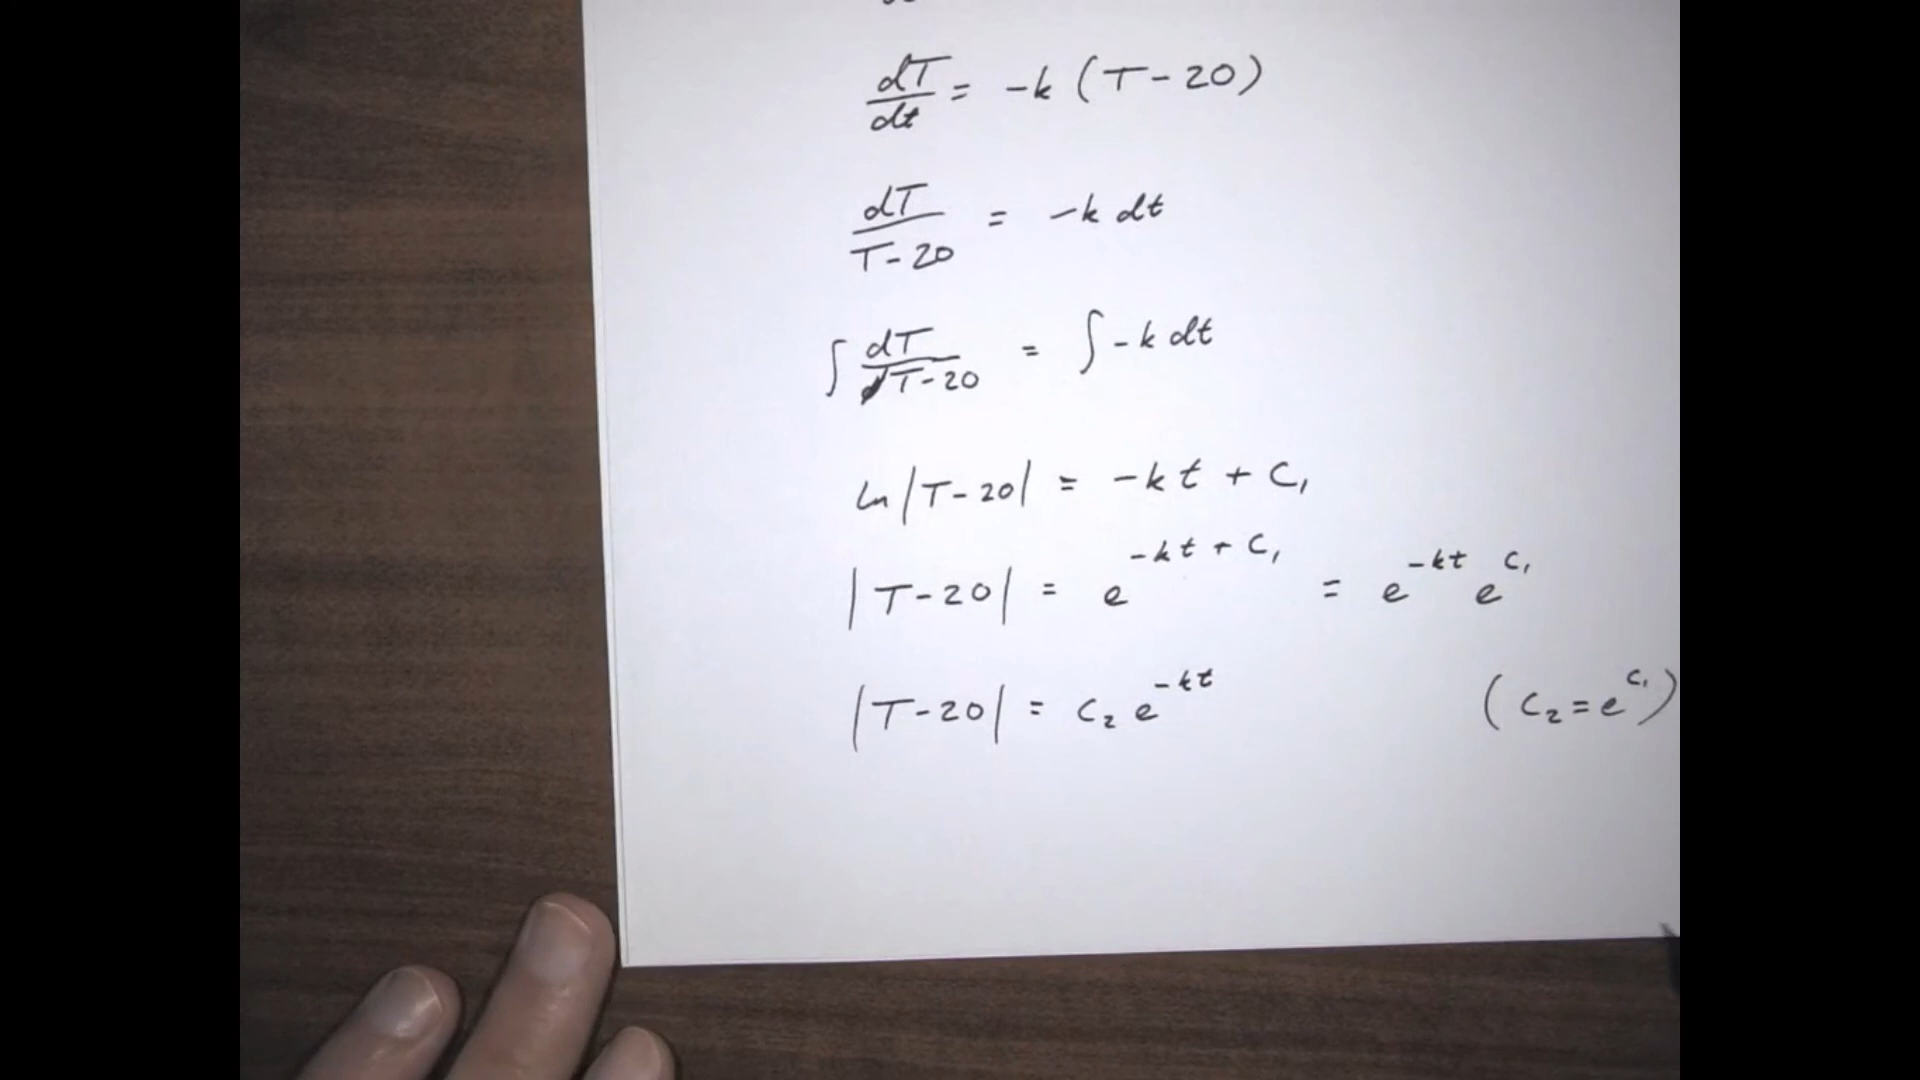 dT/dt = -k (T - 20)
dT/(T - 20) = -k dt
∫ dT/(T - 20) = ∫ -k dt
ln |T - 20| = -k t + C₁
|T - 20| = e^(-kt + C₁) = e^(-kt) e^(C₁)
|T - 20| = C₂ e^(-kt) (C₂ = e^(C₁))